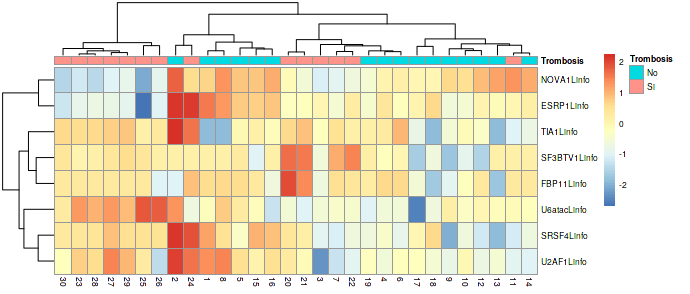 Trombosis
NOVA1Linfo
ESRP1Linfo
TIA1Linfo
SF3BTV1Linfo
FBP11Linfo
U6atacLinfo
SRSF4Linfo
U2AF1Linfo
30 23 28 27 29 25 26 2 24 1 8 5 15 16 20 21 3 7 22 19 4 6 17 18 9 10 12 13 11 14
2
1
0
-1
-2
Trombosis
No
Si